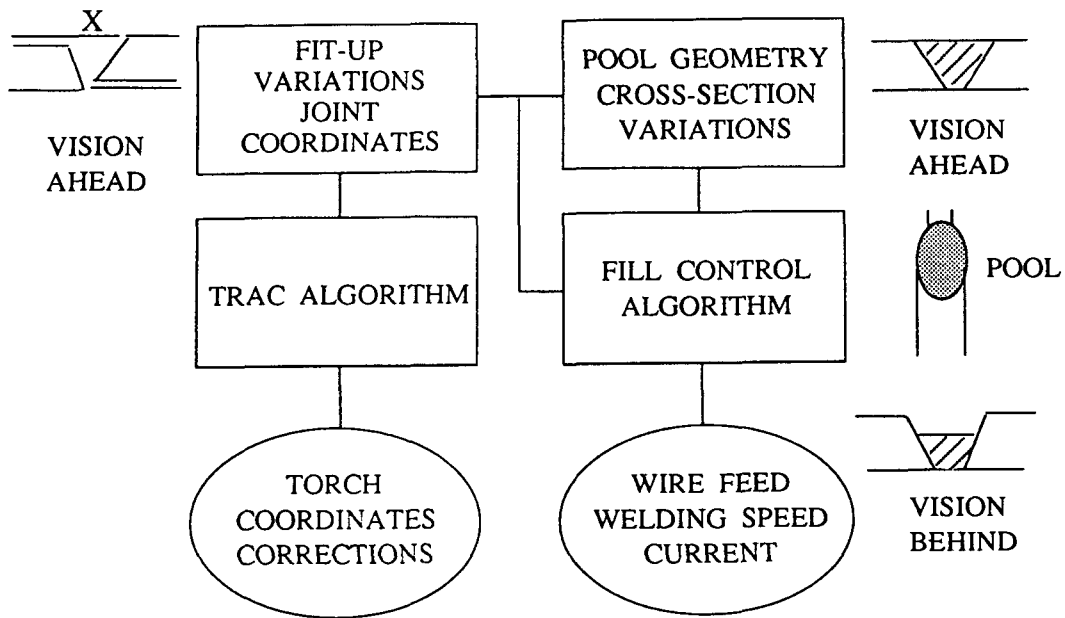 X
FIT-UP
VARIATIONS
JOINT
COORDINATES
POOL GEOMETRY
CROSS-SECTION
VARIATIONS
VISION
AHEAD
VISION
AHEAD
TRAC ALGORITHM
FILL CONTROL
ALGORITHM
POOL
TORCH
COORDINATES
CORRECTIONS
WIRE FEED
WELDING SPEED
CURRENT
VISION
BEHIND